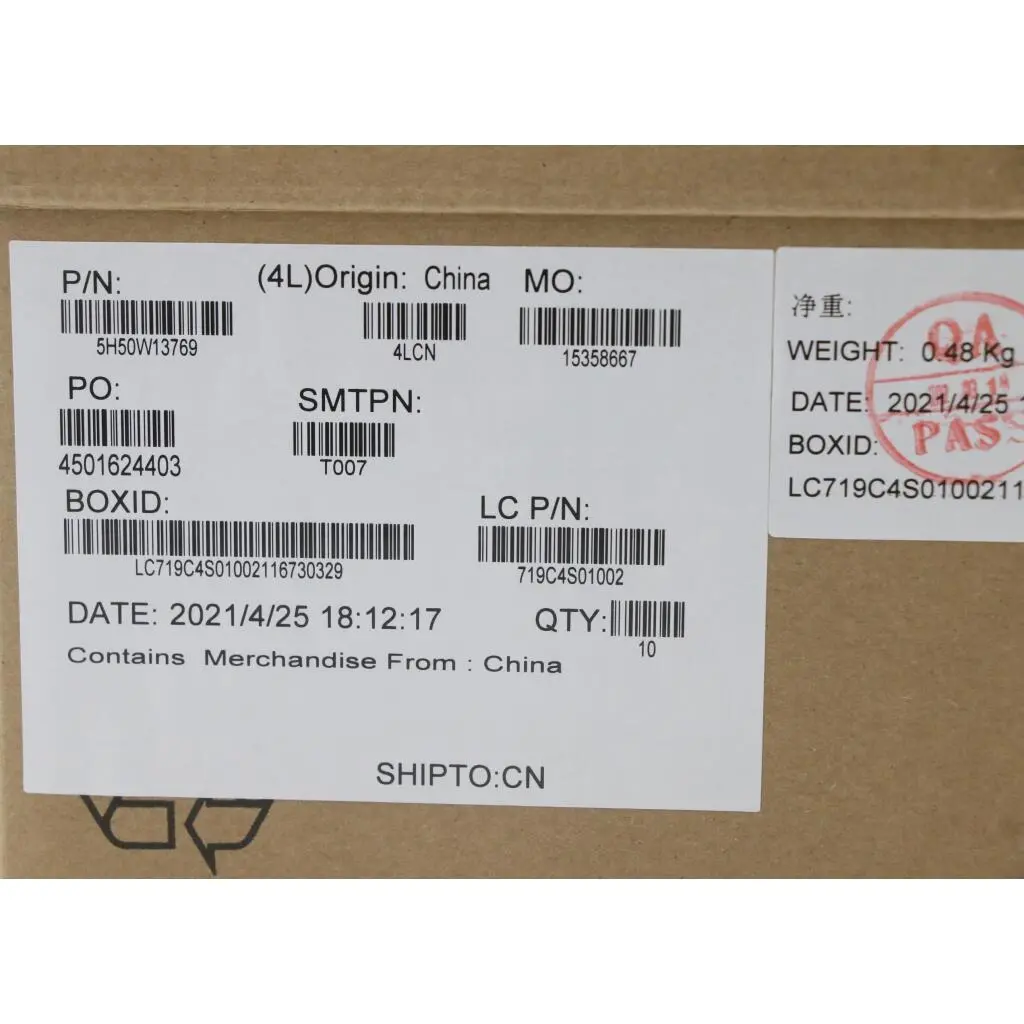 P/N:
5H50W13769
(4L)Origin: China
4LCN
MO:
15358667
PO:
4501624403
SMTPN:
T007
BOXID:
LC719C4S01002116730329
LC P/N:
719C4S01002
DATE: 2021/4/25 18:12:17
QTY:
10
Contains Merchandise From : China
SHIPTO:CN
净重:
WEIGHT: 0.48 Kg
DATE: 2021/4/25
BOXID:
LC719C4S0100211
QA
PASS